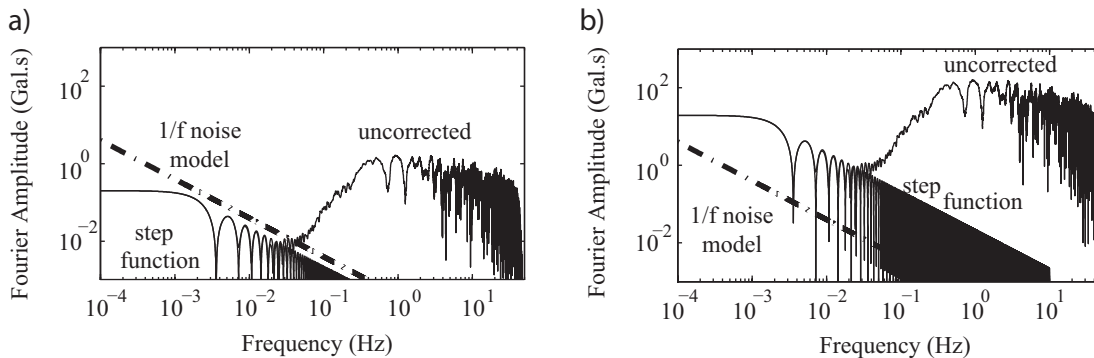 a)
Fourier Amplitude (Gal.s)
10^2
10^0
10^−2
1/f noise
model
uncorrected
step
function
10^−4
10^−3
10^−2
10^−1
10^0
10^1
Frequency (Hz)
b)
Fourier Amplitude (Gal.s)
10^2
10^0
10^−2
uncorrected
1/f noise
model
step
function
10^−4
10^−3
10^−2
10^−1
10^0
10^1
Frequency (Hz)